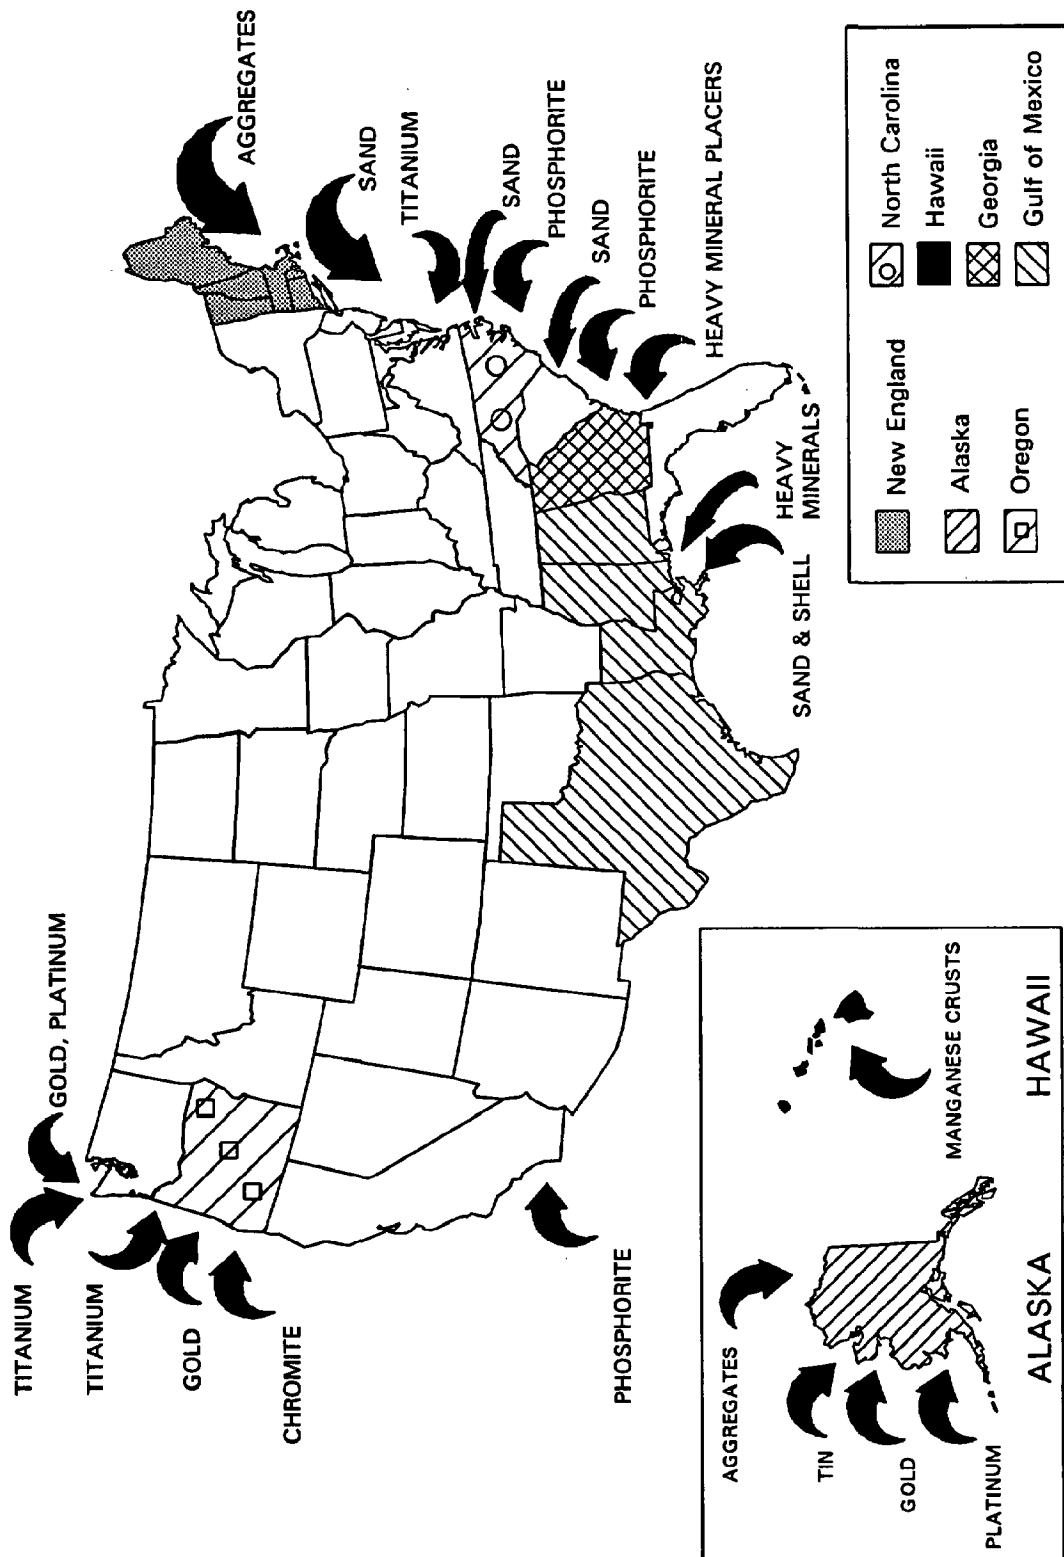 TITANIUM
GOLD, PLATINUM
TITANIUM
GOLD
CHROMITE
PHOSPHORITE
AGGREGATES
SAND
TITANIUM
SAND
PHOSPHORITE
SAND
PHOSPHORITE
HEAVY MINERAL PLACERS
HEAVY
MINERALS
SAND & SHELL
AGGREGATES
TIN
GOLD
PLATINUM
ALASKA
MANGANESE CRUSTS
HAWAII
New England
Alaska
Oregon
North Carolina
Hawaii
Georgia
Gulf of Mexico